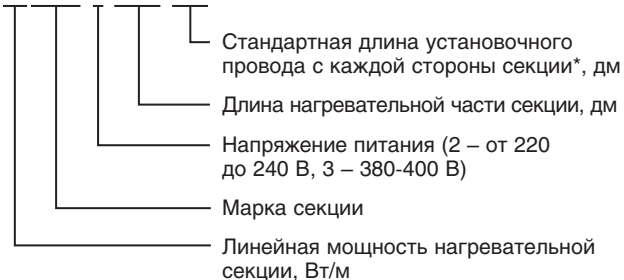 Стандартная длина установочного
провода с каждой стороны секции*, дм
Длина нагревательной части секции, дм
Напряжение питания (2 – от 220
до 240 В, 3 – 380-400 В)
Марка секции
Линейная мощность нагревательной
секции, Вт/м